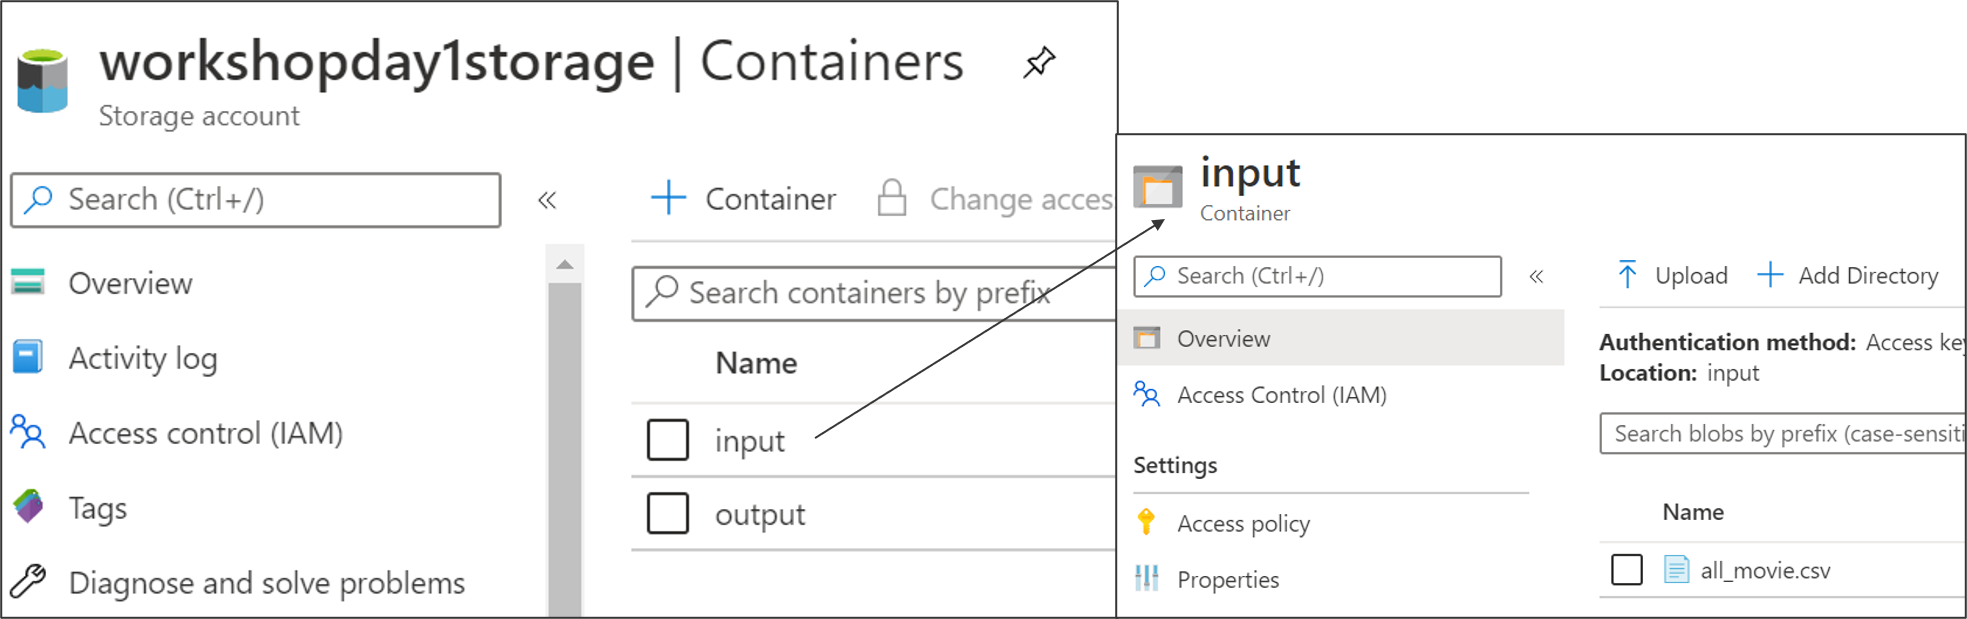 workshopday1storage | Containers
Storage account
Search (Ctrl+/)
«
Overview
Activity log
Access control (IAM)
Tags
Diagnose and solve problems
Container
Change acces
Search containers by prefix
Name
input
output
input
Container
Search (Ctrl+/)
«
Overview
Access Control (IAM)
Settings
Access policy
Properties
Upload
Add Directory
Authentication method: Access key
Location: input
Search blobs by prefix (case-sensiti
Name
all_movie.csv